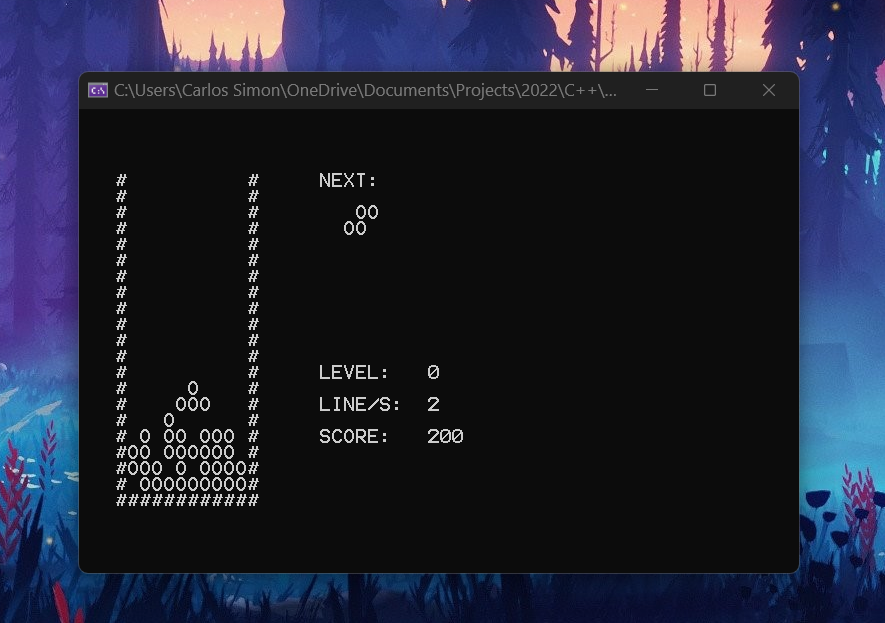 C:\Users\Carlos Simon\OneDrive\Documents\Projects\2022\C++\...
#          #     NEXT:
#          #
#          #        OO
#          #       OO
#          #
#          #
#          #
#          #
#          #
#          #
#          #
#          #
#          #     LEVEL:   0
#     O    #
#    OOO   #     LINE/S:  2
#   O      #
# O OO OOO #     SCORE:   200
#OO OOOOOO #
#OOO O OOOO#
# OOOOOOOOO#
############